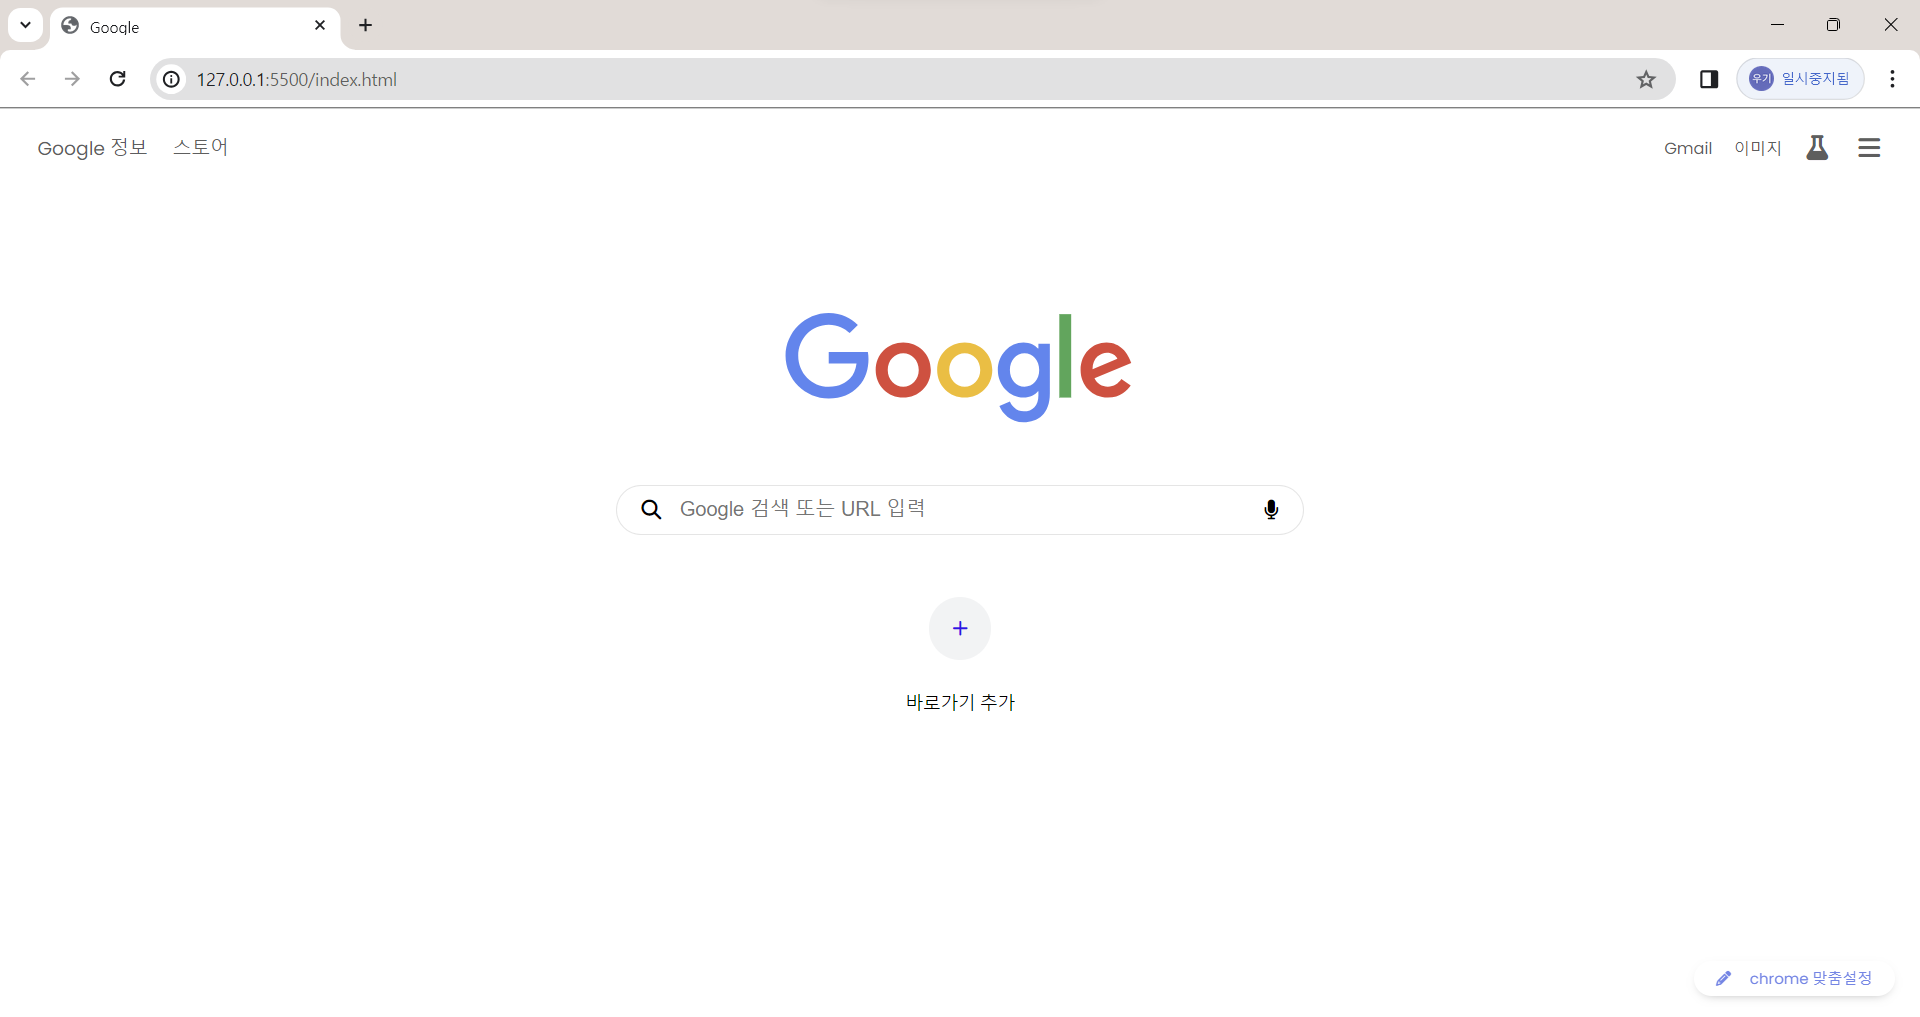 Google
127.0.0.1:5500/index.html
우기 일시중지됨
Google 정보 스토어
Gmail 이미지
Google
Google 검색 또는 URL 입력
바로가기 추가
chrome 맞춤설정